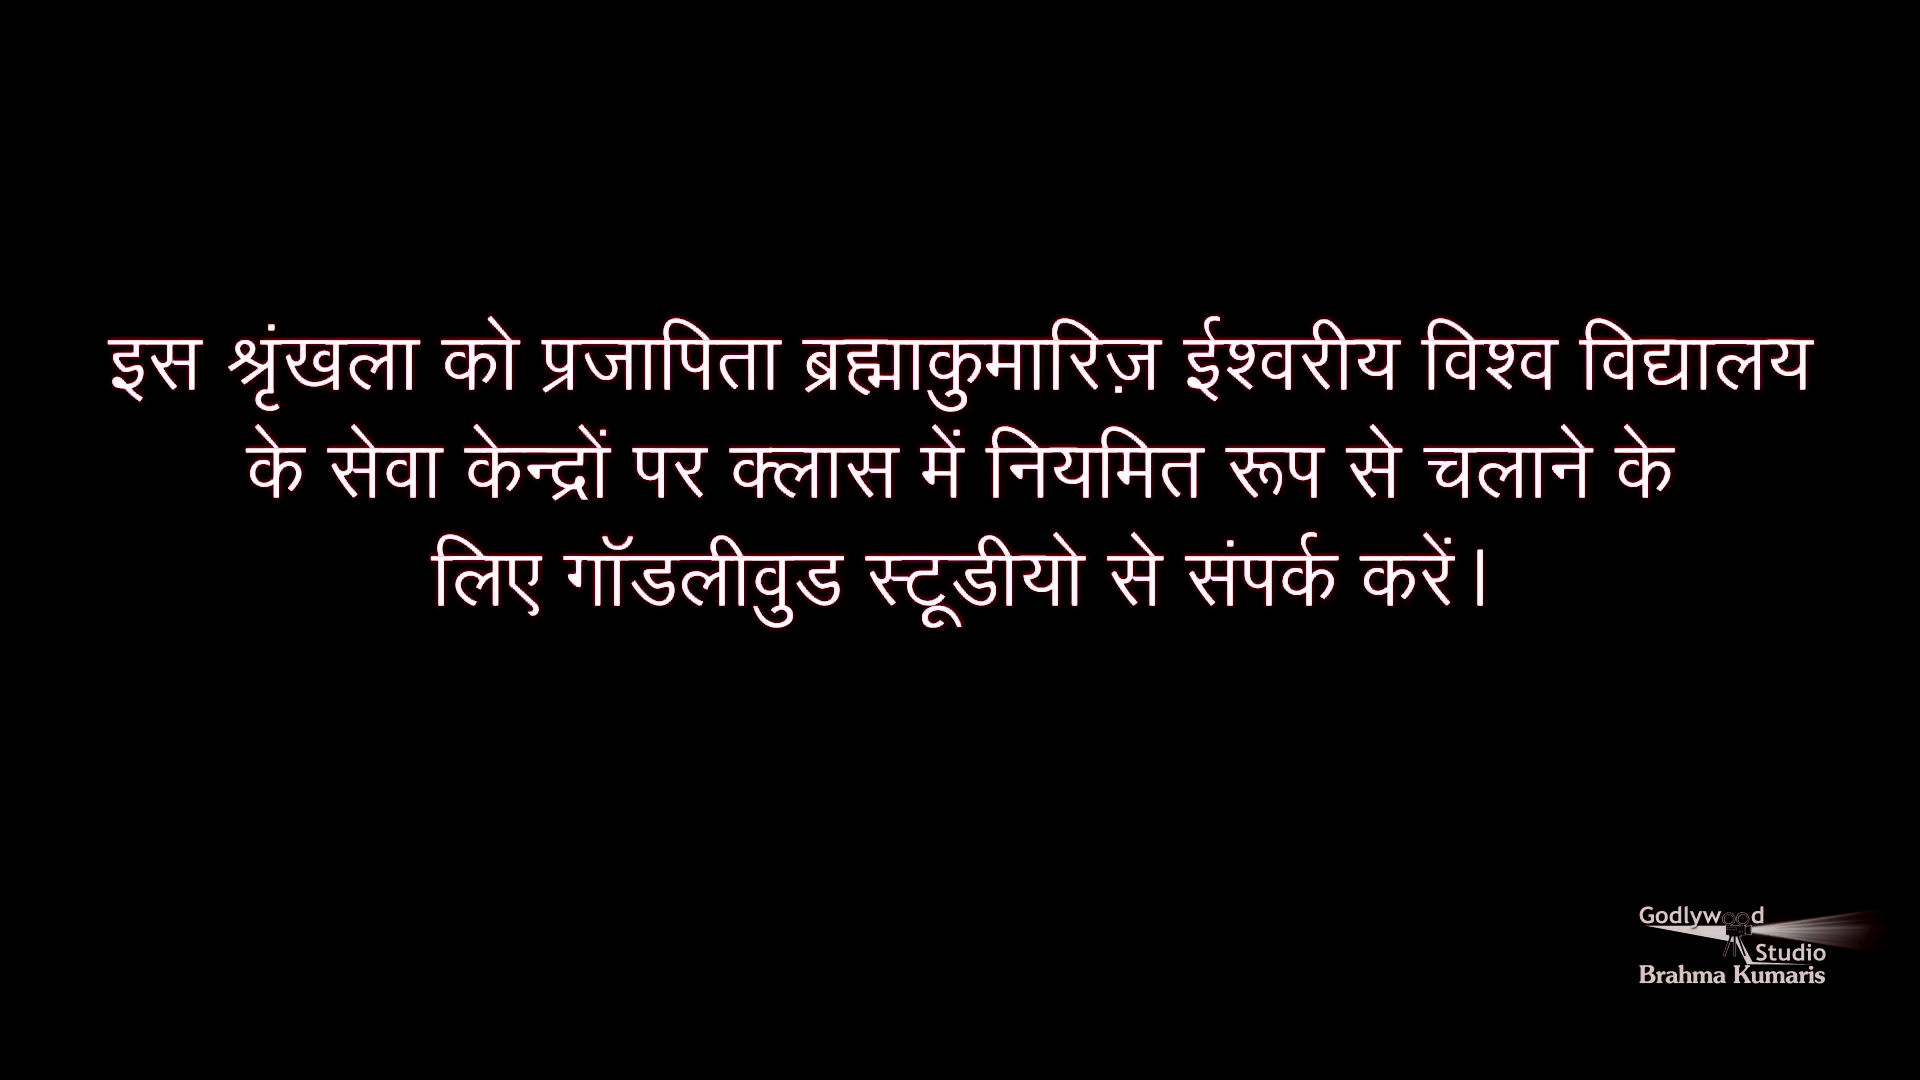 इस श्रृंखला को प्रजापिता ब्रह्माकुमारिज़ ईश्वरीय विश्व विद्यालय
के सेवा केन्द्रों पर क्लास में नियमित रूप से चलाने के
लिए गॉडलीवुड स्टूडीयो से संपर्क करें।
Godlywood
Studio
Brahma Kumaris